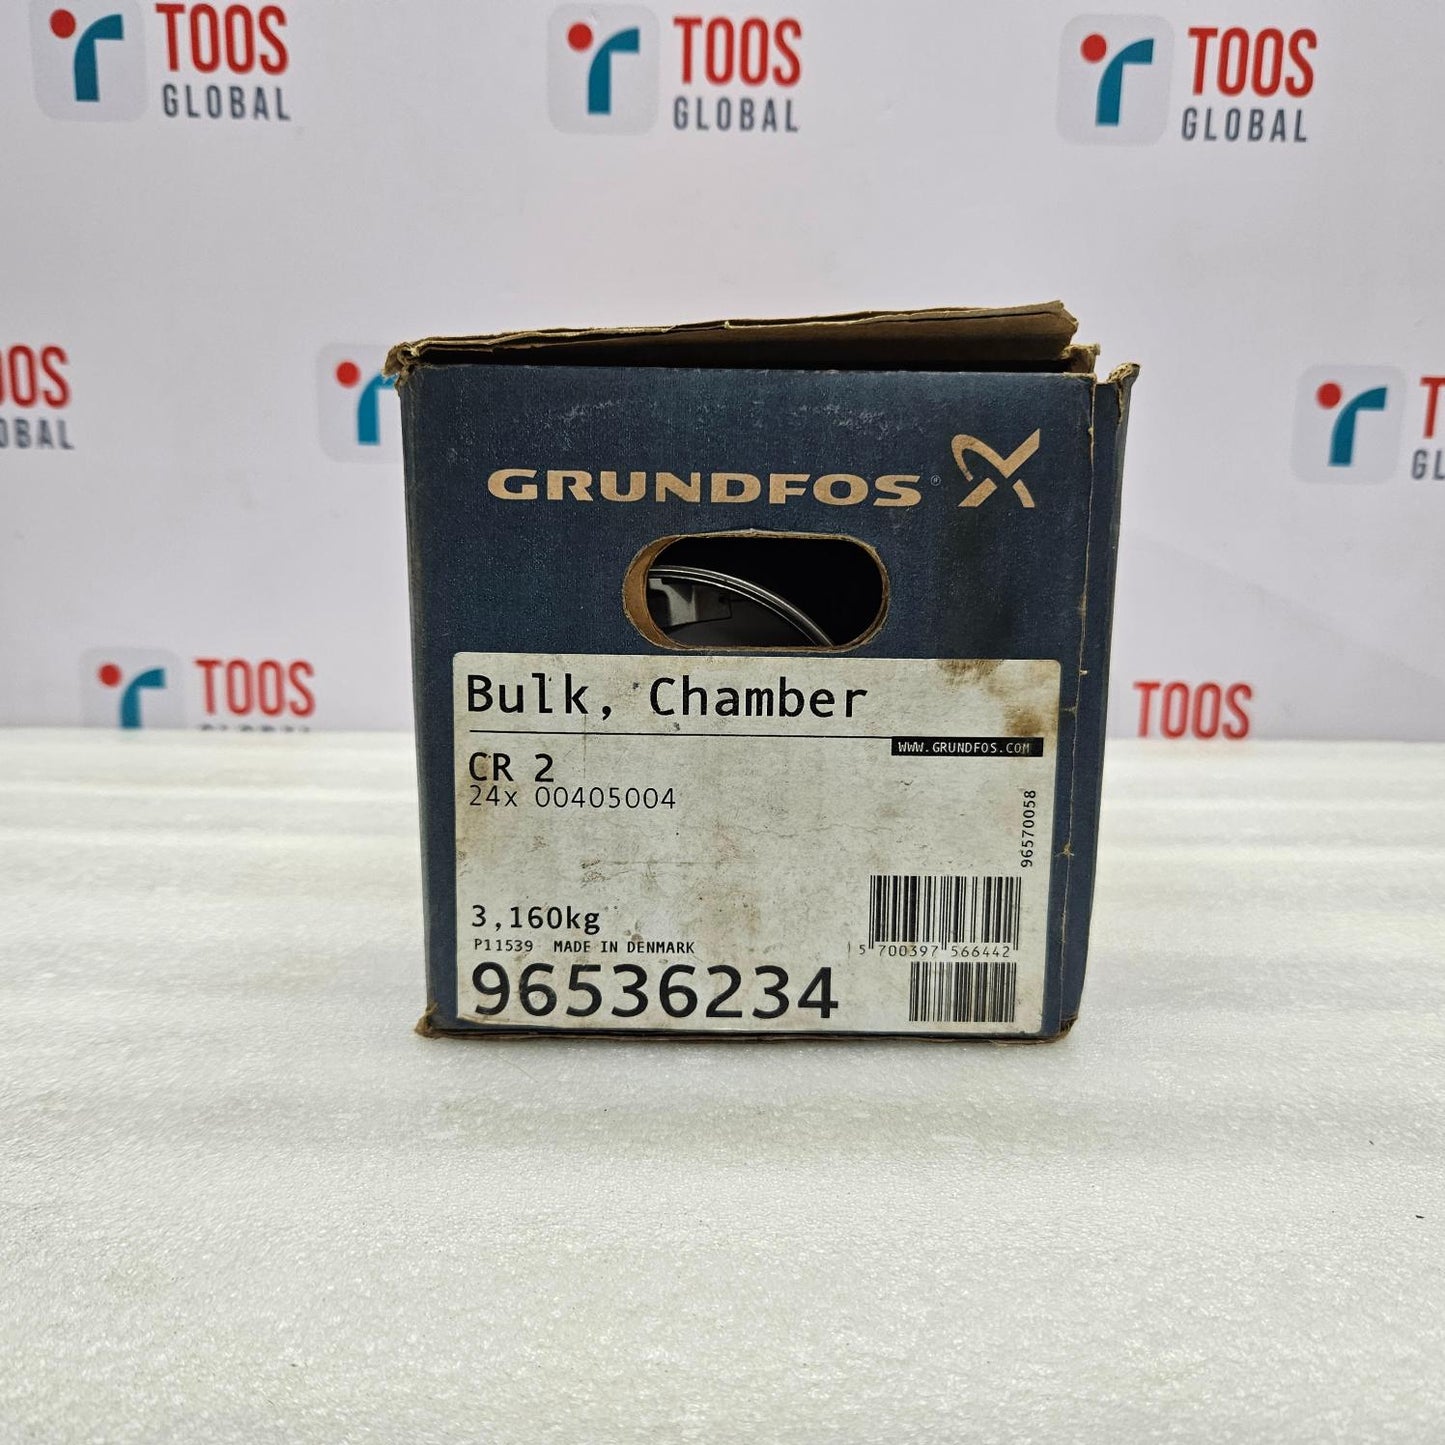 TOOS
GLOBAL
TOOS
GLOBAL
TOOS
GLOBAL
GRUNDFOS®
Bulk, Chamber
WWW.GRUNDFOS.COM
CR 2
24x 00405004
96570058
3,160kg
P11539 MADE IN DENMARK
5 700397 566442
96536234
TOOS
TOOS